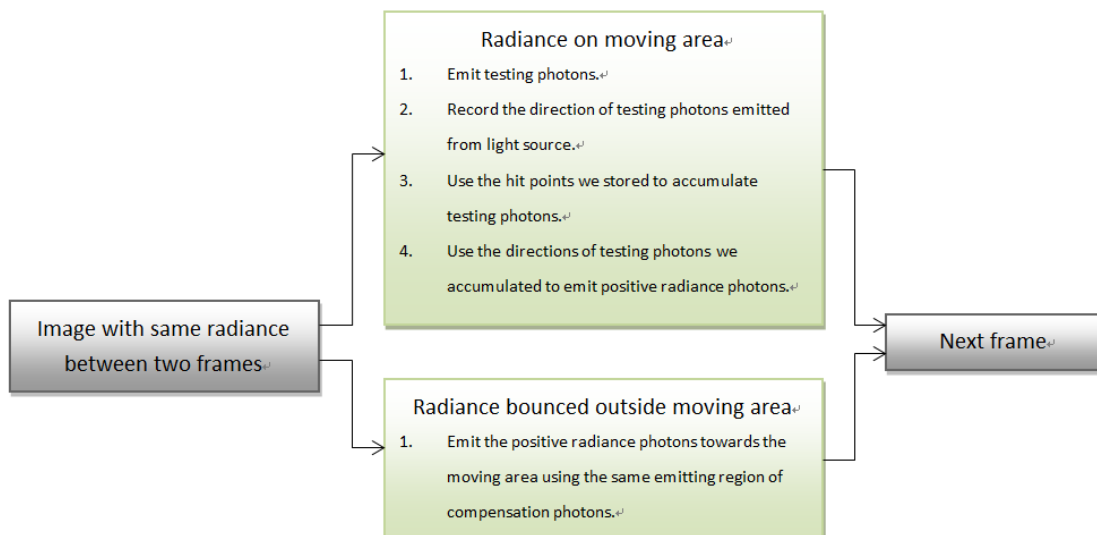 Radiance on moving area
1. Emit testing photons.
2. Record the direction of testing photons emitted
from light source.
3. Use the hit points we stored to accumulate
testing photons.
4. Use the directions of testing photons we
accumulated to emit positive radiance photons.
Image with same radiance
between two frames
Next frame
Radiance bounced outside moving area
1. Emit the positive radiance photons towards the
moving area using the same emitting region of
compensation photons.